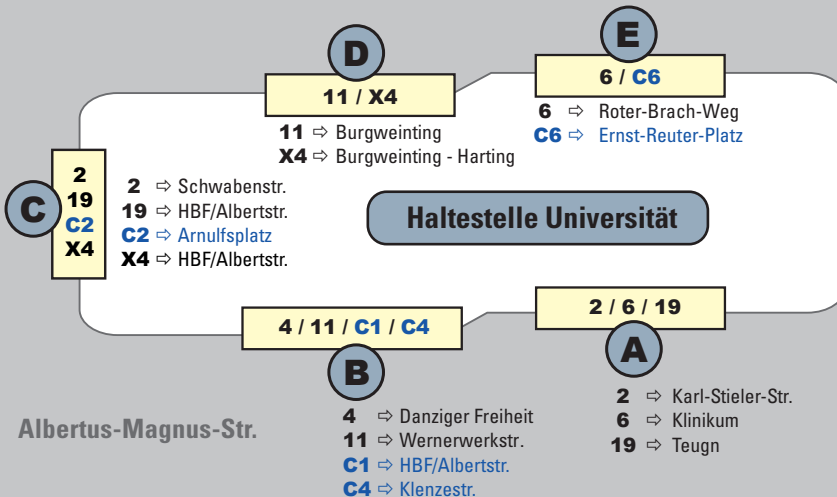 D
11 / X4
11 ⇨ Burgweinting
X4 ⇨ Burgweinting - Harting
E
6 / C6
6 ⇨ Roter-Brach-Weg
C6 ⇨ Ernst-Reuter-Platz
C
2
19
C2
X4
2 ⇨ Schwabenstr.
19 ⇨ HBF/Albertstr.
C2 ⇨ Arnulfsplatz
X4 ⇨ HBF/Albertstr.
Haltestelle Universität
4 / 11 / C1 / C4
B
4 ⇨ Danziger Freiheit
11 ⇨ Wernerwerkstr.
C1 ⇨ HBF/Albertstr.
C4 ⇨ Klenzestr.
2 / 6 / 19
A
2 ⇨ Karl-Stieler-Str.
6 ⇨ Klinikum
19 ⇨ Teugn
Albertus-Magnus-Str.